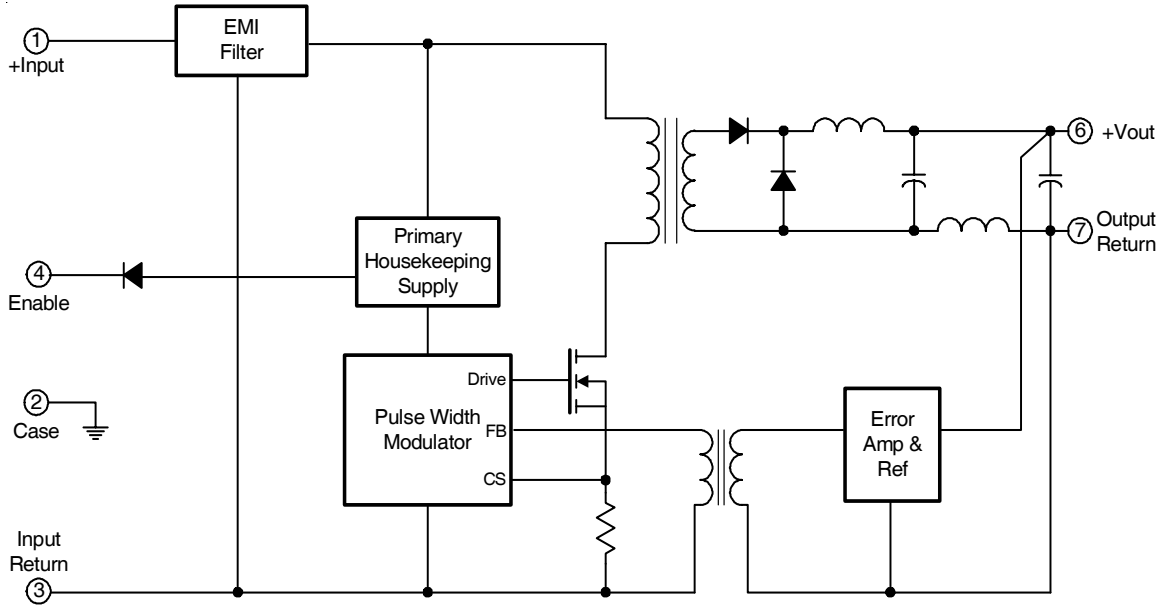 EMI
Filter
1
+Input
6
+Vout
7
Output
Return
Primary
Housekeeping
Supply
4
Enable
Drive
Pulse Width
Modulator
FB
CS
2
Case
Error
Amp &
Ref
Input
Return
3